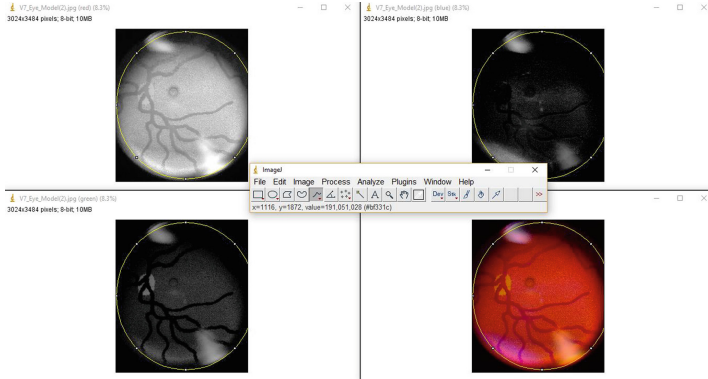 V7_Eye_Model(2).jpg (red) (8.3%)
3024x3484 pixels; 8-bit; 10MB
V7_Eye_Model(2).jpg (blue) (8.3%)
3024x3484 pixels; 8-bit; 10MB
ImageJ
File Edit Image Process Analyze Plugins Window Help
A Dev Stk >>
x=1116, y=1872, value=191,051,028 (#bf331c)
V7_Eye_Model(2).jpg (green) (8.3%)
3024x3484 pixels; 8-bit; 10MB